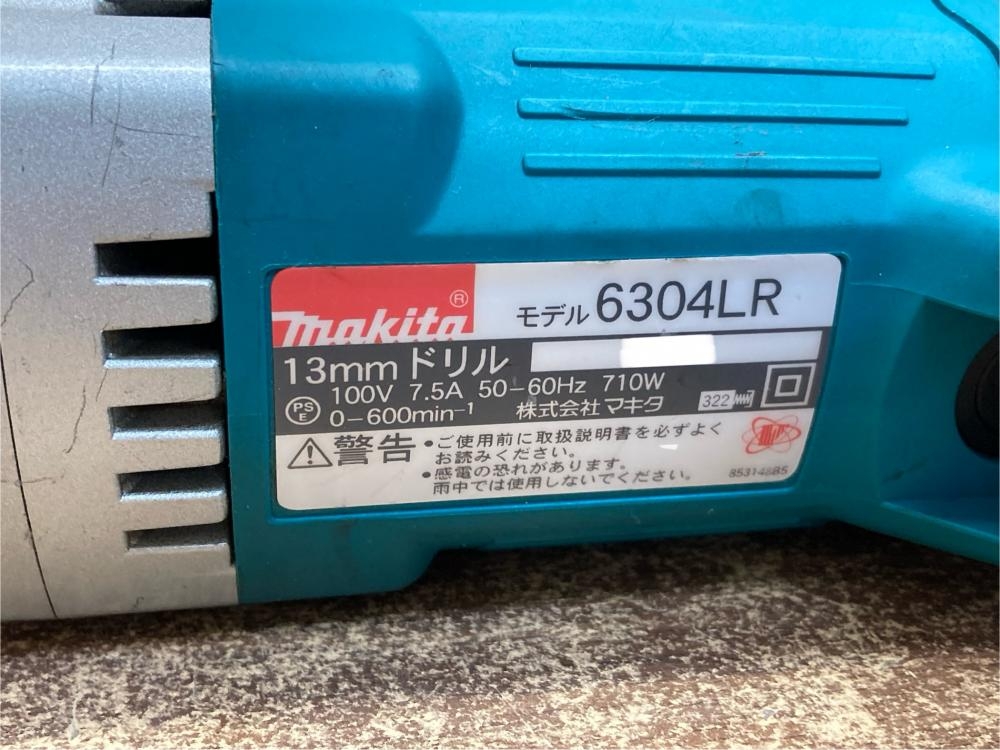 makita ®
モデル 6304LR
13mm ドリル
100V 7.5A 50-60Hz 710W
PS
E
0-600min⁻¹ 株式会社 マキタ
322
警告 •ご使用前に取扱説明書を必ずよく
お読みください。
•感電の恐れがあります。
雨中では使用しないでください。